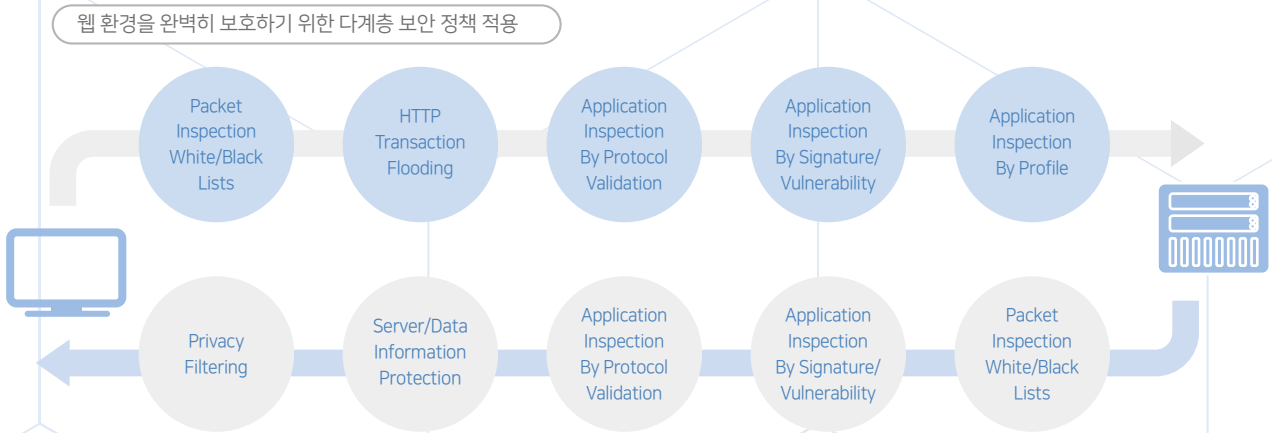 웹 환경을 완벽히 보호하기 위한 다계층 보안 정책 적용
Packet
Inspection
White/Black
Lists
HTTP
Transaction
Flooding
Application
Inspection
By Protocol
Validation
Application
Inspection
By Signature/
Vulnerability
Application
Inspection
By Profile
Privacy
Filtering
Server/Data
Information
Protection
Application
Inspection
By Protocol
Validation
Application
Inspection
By Signature/
Vulnerability
Packet
Inspection
White/Black
Lists